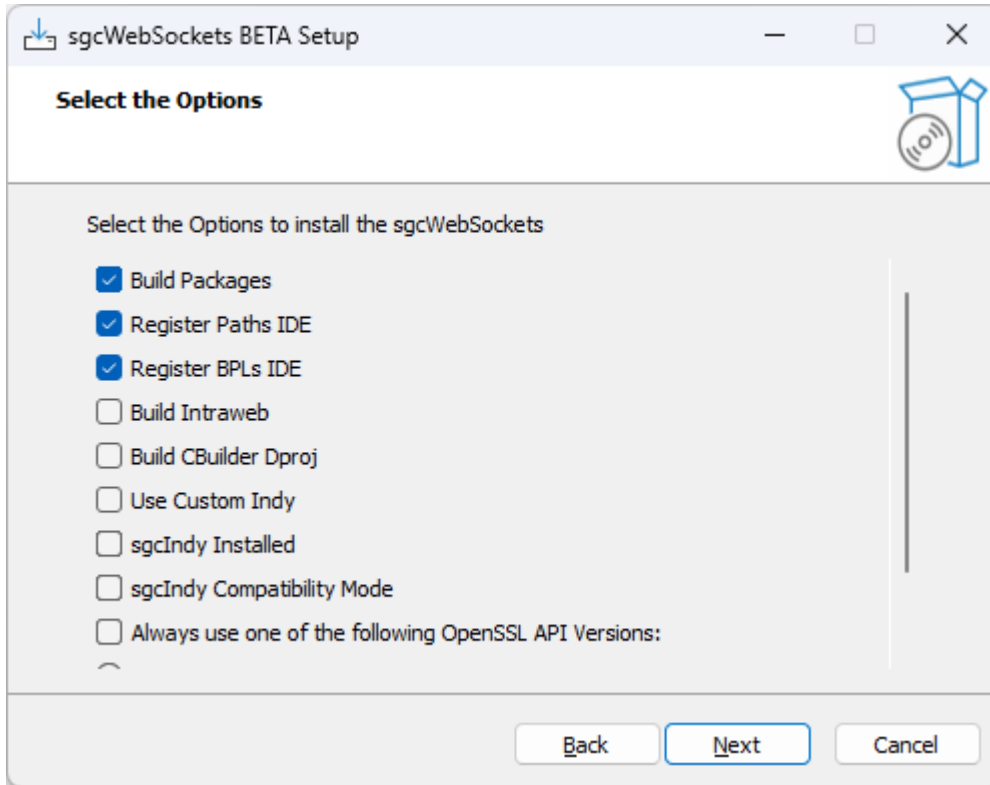 sgcWebSockets BETA Setup
Select the Options
Select the Options to install the sgcWebSockets
Build Packages
Register Paths IDE
Register BPLs IDE
Build Intraweb
Build CBuilder Dproj
Use Custom Indy
sgcIndy Installed
sgcIndy Compatibility Mode
Always use one of the following OpenSSL API Versions:
Back Next Cancel